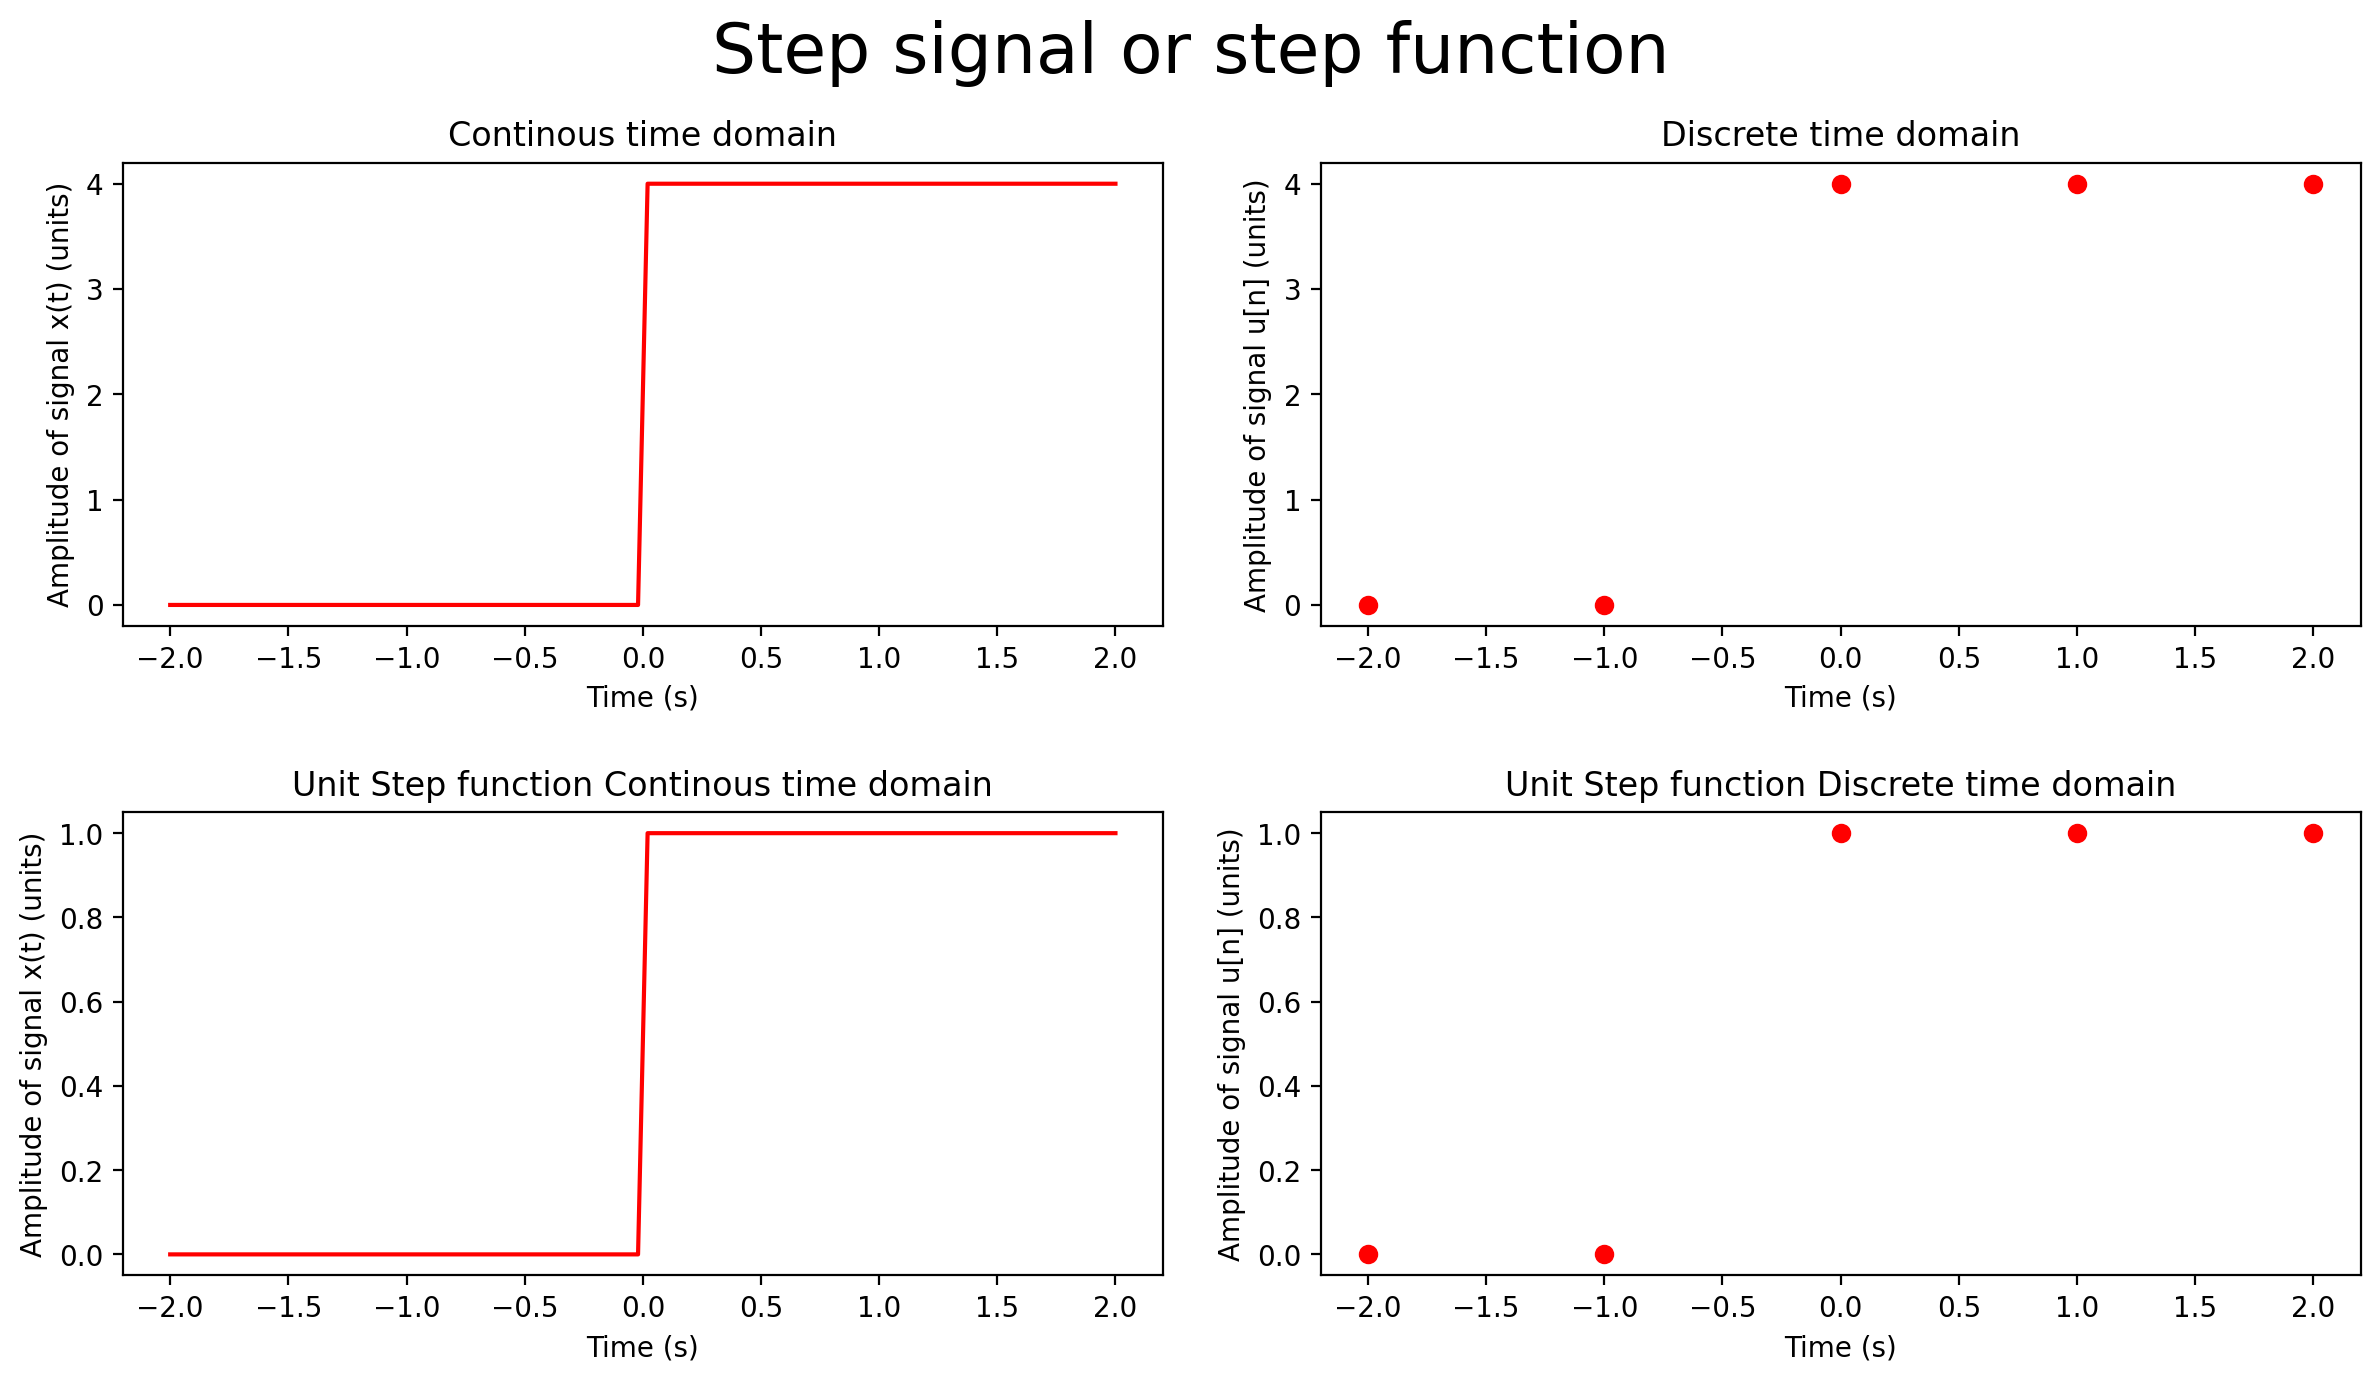 Step signal or step function
Continous time domain
Amplitude of signal x(t) (units)
4
3
2
1
0
−2.0 −1.5 −1.0 −0.5 0.0 0.5 1.0 1.5 2.0
Time (s)
Discrete time domain
Amplitude of signal u[n] (units)
4
3
2
1
0
−2.0 −1.5 −1.0 −0.5 0.0 0.5 1.0 1.5 2.0
Time (s)
Unit Step function Continous time domain
Amplitude of signal x(t) (units)
1.0
0.8
0.6
0.4
0.2
0.0
−2.0 −1.5 −1.0 −0.5 0.0 0.5 1.0 1.5 2.0
Time (s)
Unit Step function Discrete time domain
Amplitude of signal u[n] (units)
1.0
0.8
0.6
0.4
0.2
0.0
−2.0 −1.5 −1.0 −0.5 0.0 0.5 1.0 1.5 2.0
Time (s)